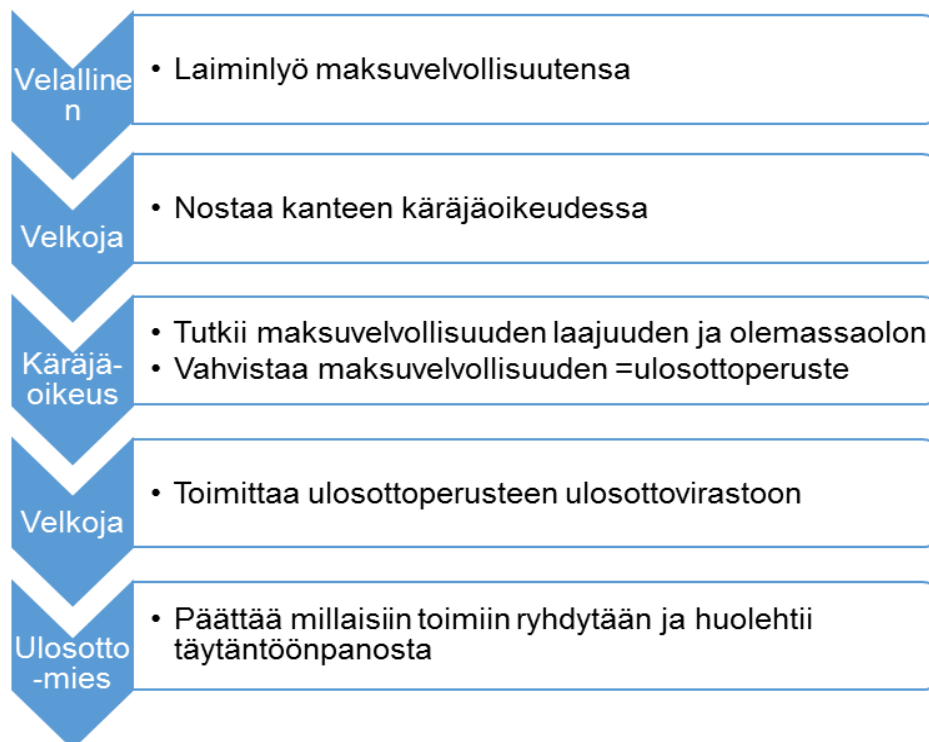 Velalline
n
• Laiminlyö maksuvelvollisuutensa
Velkoja
• Nostaa kanteen käräjäoikeudessa
Käräjä-
oikeus
• Tutkii maksuvelvollisuuden laajuuden ja olemassaolon
• Vahvistaa maksuvelvollisuuden =ulosottoperuste
Velkoja
• Toimittaa ulosottoperusteen ulosottovirastoon
Ulosotto
-mies
• Päättää millaisiin toimiin ryhdytään ja huolehtii
täytäntöönpanosta